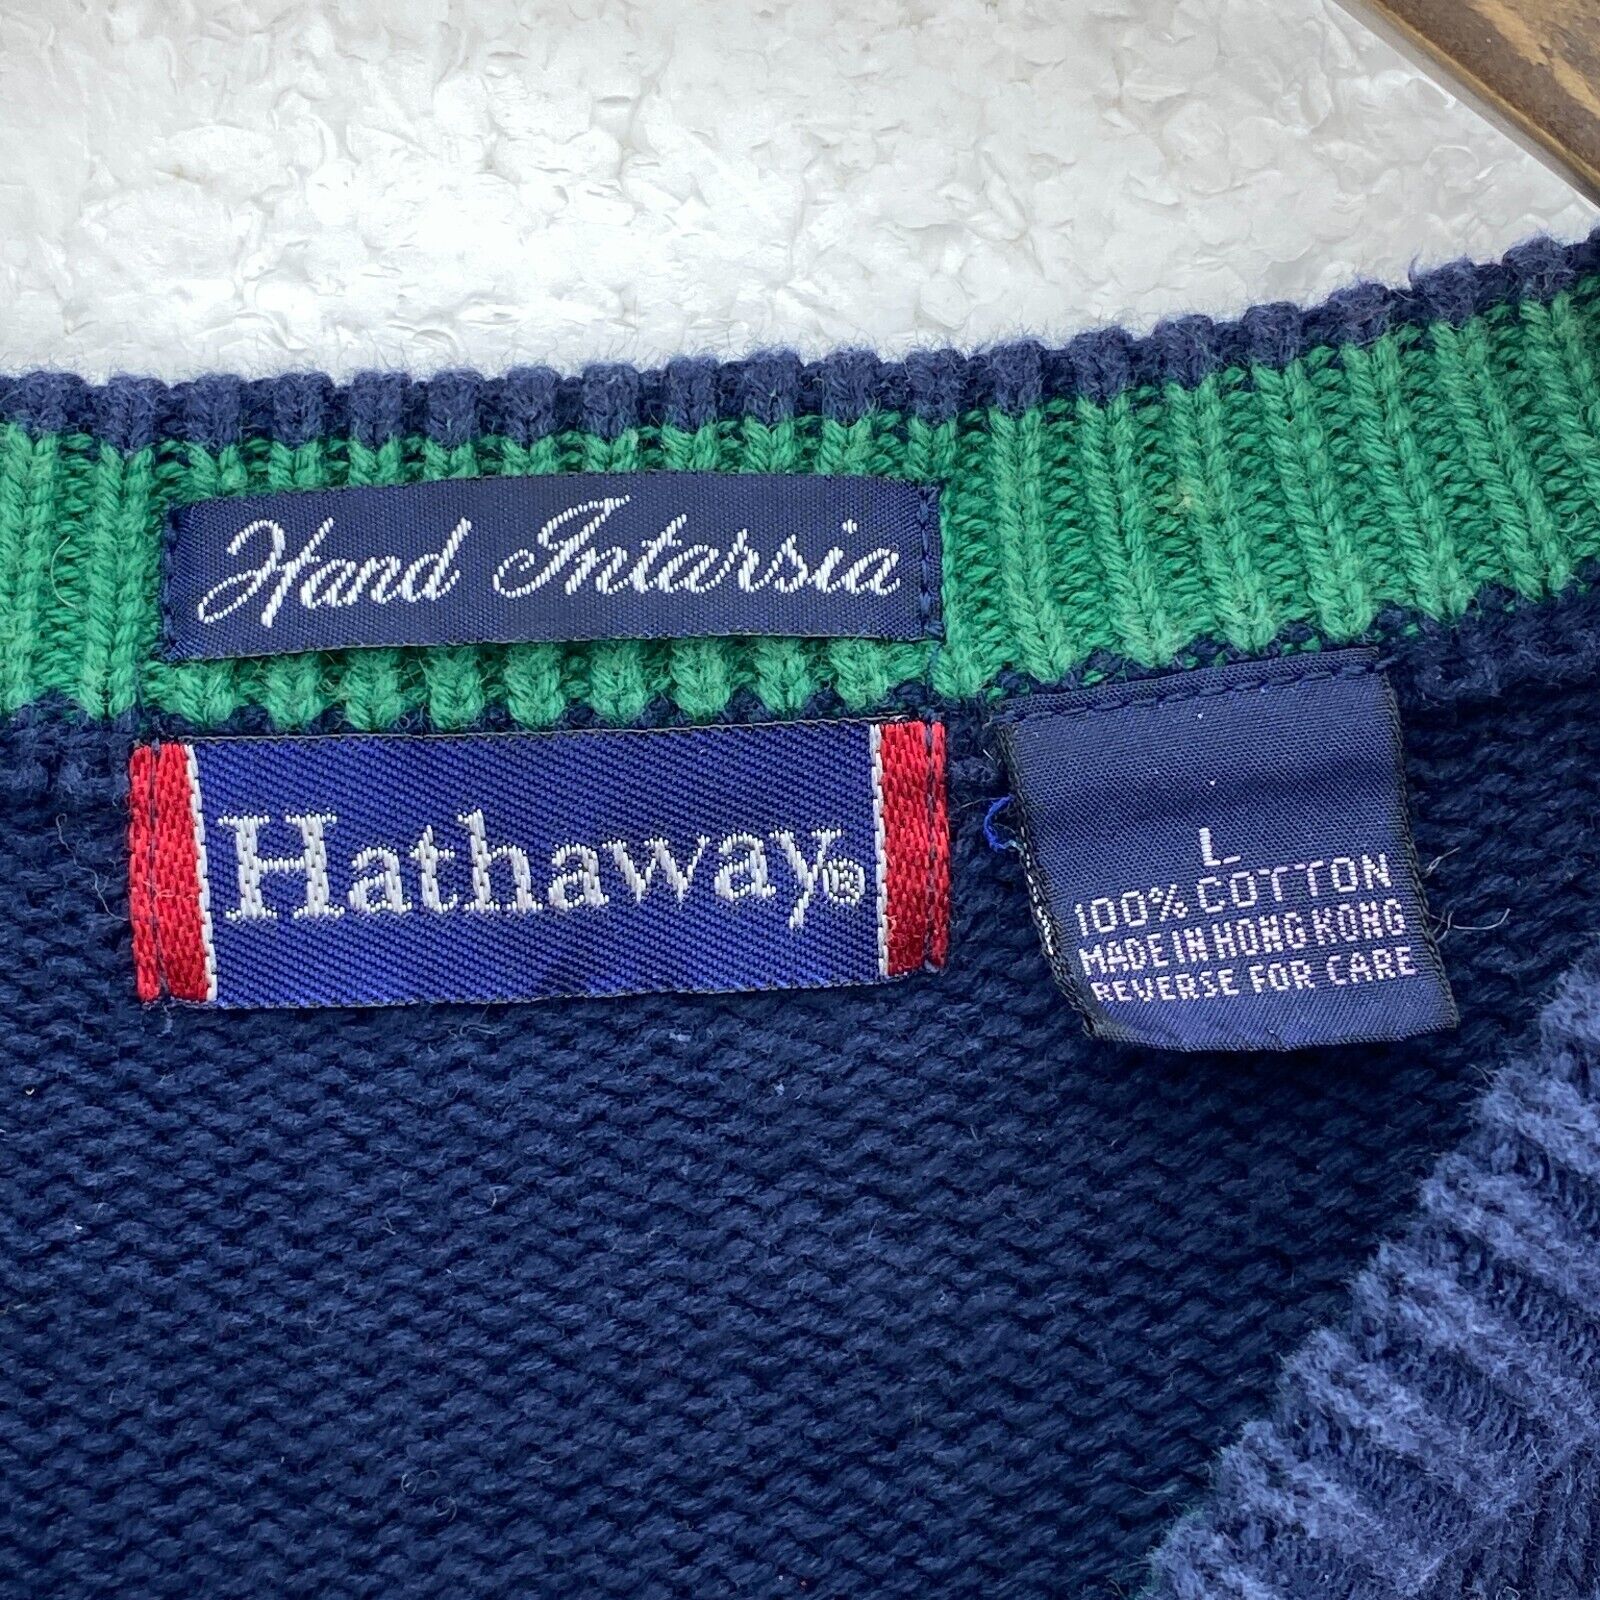 Hand Intarsia
Hathaway®
L
100% COTTON
MADE IN HONG KONG
REVERSE FOR CARE